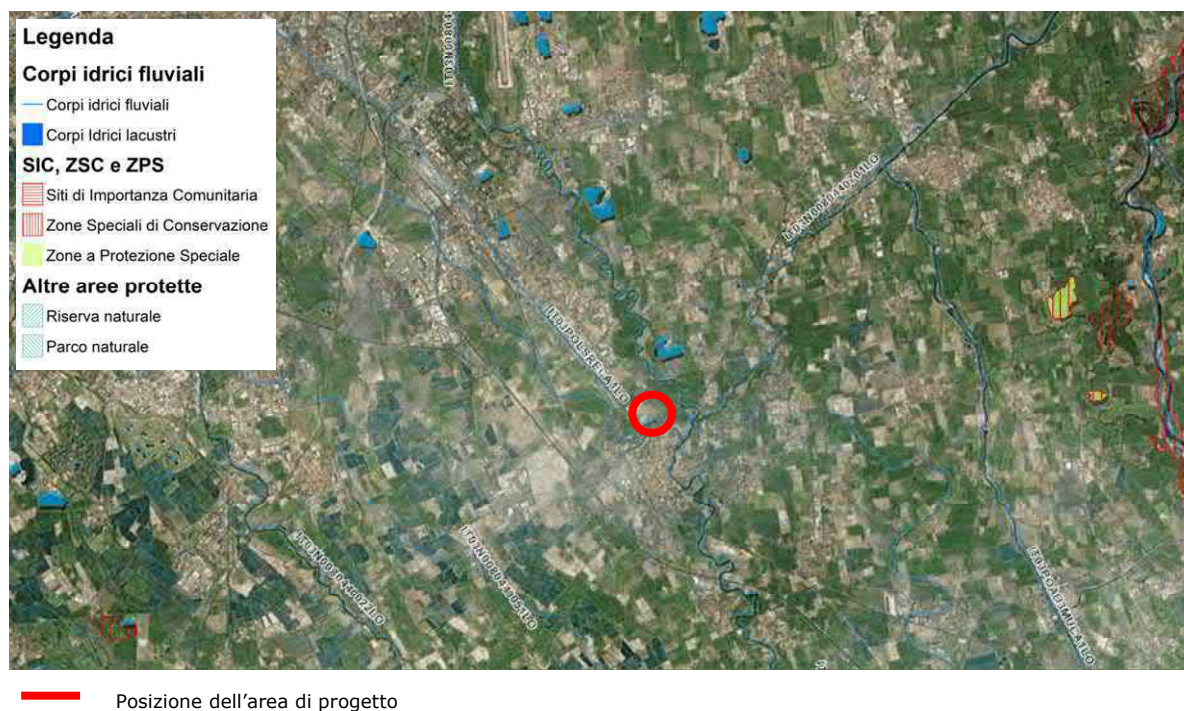 Legenda
Corpi idrici fluviali
Corpi idrici fluviali
Corpi Idrici lacustri
SIC, ZSC e ZPS
Siti di Importanza Comunitaria
Zone Speciali di Conservazione
Zone a Protezione Speciale
Altre aree protette
Riserva naturale
Parco naturale
Posizione dell'area di progetto